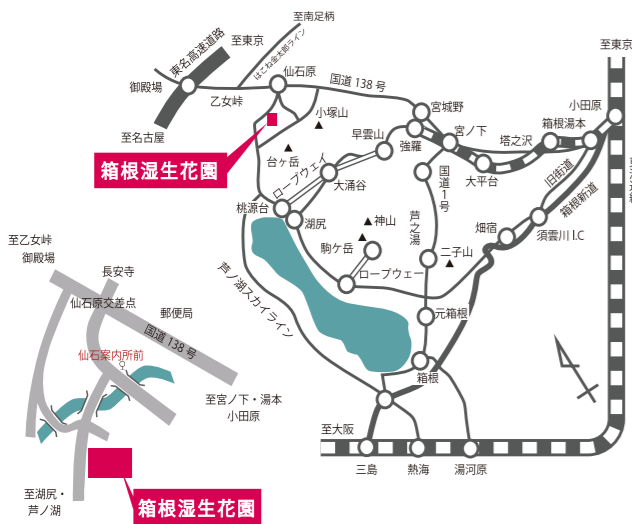 至南足柄
至東京
東名高速道路
はこね金太郎ライン
至東京
御殿場
乙女峠
仙石原
国道 138 号
小田原
至名古屋
小塚山
宮城野
早雲山
強羅
宮ノ下
塔之沢
箱根湯本
台ヶ岳
箱根湿生花園
ロープウェイ
大涌谷
国道1号
大平台
旧街道
箱根新道
桃源台
湖尻
神山
芦之湯
畑宿
須雲川 I.C
駒ケ岳
二子山
ロープウェー
芦ノ湖スカイライン
元箱根
箱根
至大阪
三島
熱海
湯河原
至乙女峠
御殿場
長安寺
仙石原交差点
郵便局
国道 138 号
仙石案内所前
至宮ノ下・湯本
小田原
至湖尻・
芦ノ湖
箱根湿生花園